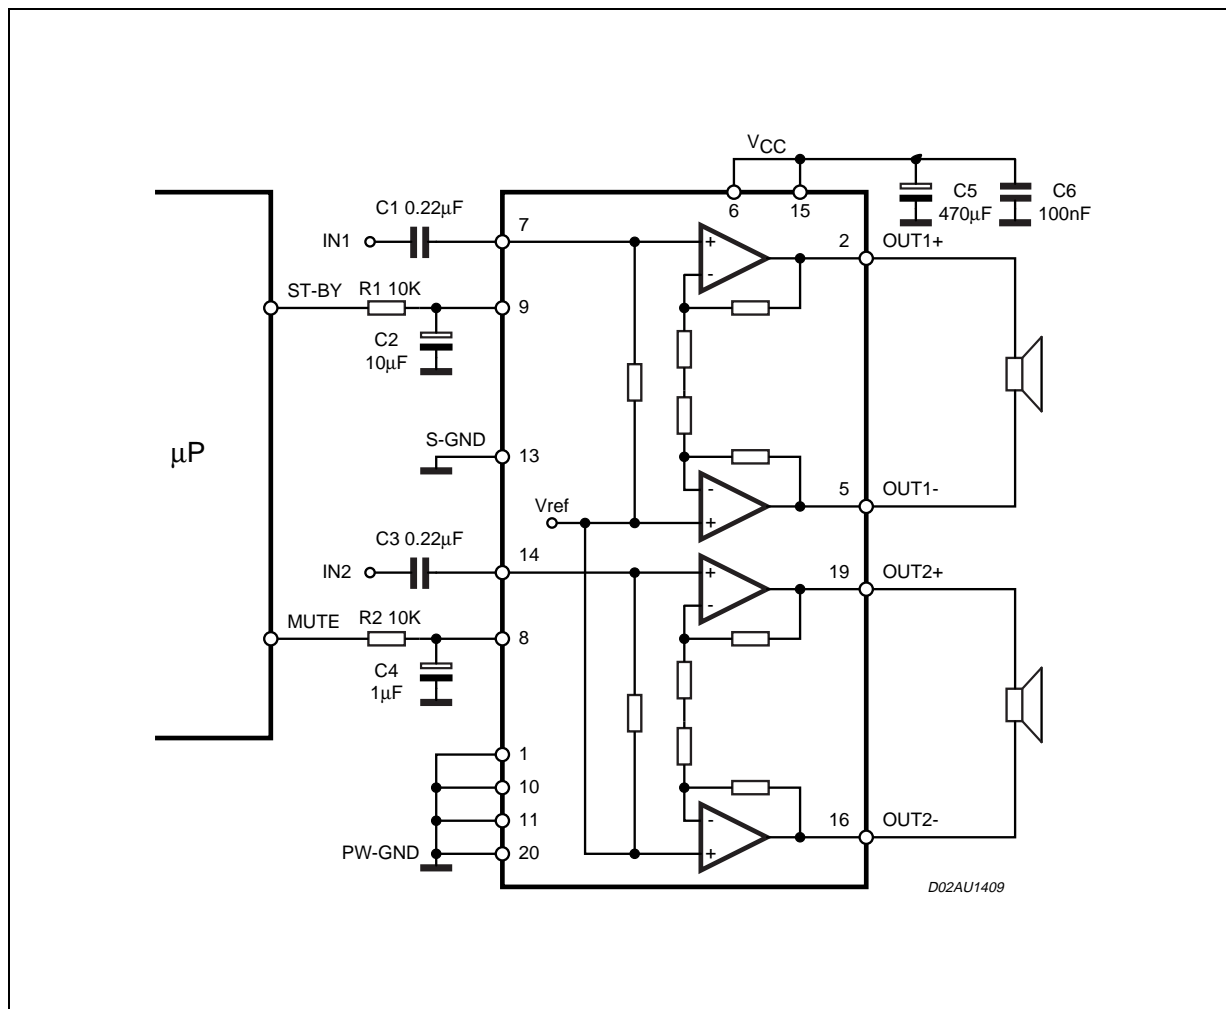 VCC
6
15
C5
470μF
C6
100nF
C1 0.22μF
IN1
7
2
OUT1+
+
-
ST-BY
R1 10K
9
C2
10μF
μP
S-GND
13
-
+
5
OUT1-
Vref
C3 0.22μF
IN2
14
19
OUT2+
+
-
MUTE
R2 10K
8
C4
1μF
1
10
11
PW-GND
20
-
+
16
OUT2-
D02AU1409